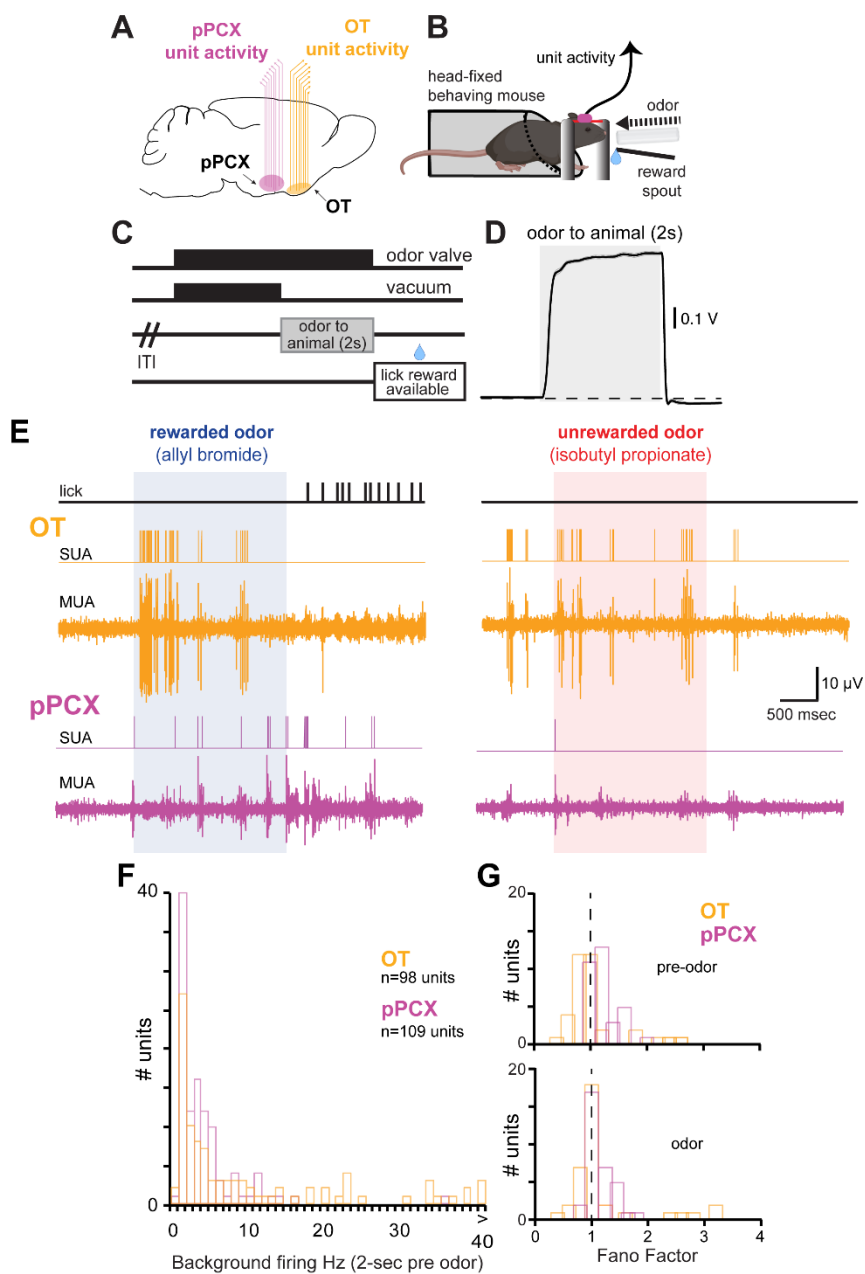 A
pPCX
unit activity
OT
unit activity
pPCX
OT
B
unit activity
head-fixed
behaving mouse
odor
reward
spout
C
odor valve
vacuum
odor to
animal (2s)
ITI
lick reward
available
D
odor to animal (2s)
0.1 V
E
rewarded odor
(allyl bromide)
unrewarded odor
(isobutyl propionate)
lick
OT
SUA
MUA
10 µV
500 msec
pPCX
SUA
MUA
F
40
# units
0
OT
n=98 units
pPCX
n=109 units
0 10 20 30 40
>
Background firing Hz (2-sec pre odor)
G
20
# units
0
OT
pPCX
pre-odor
0 2 4
20
# units
0
odor
0 1 2 3 4
Fano Factor